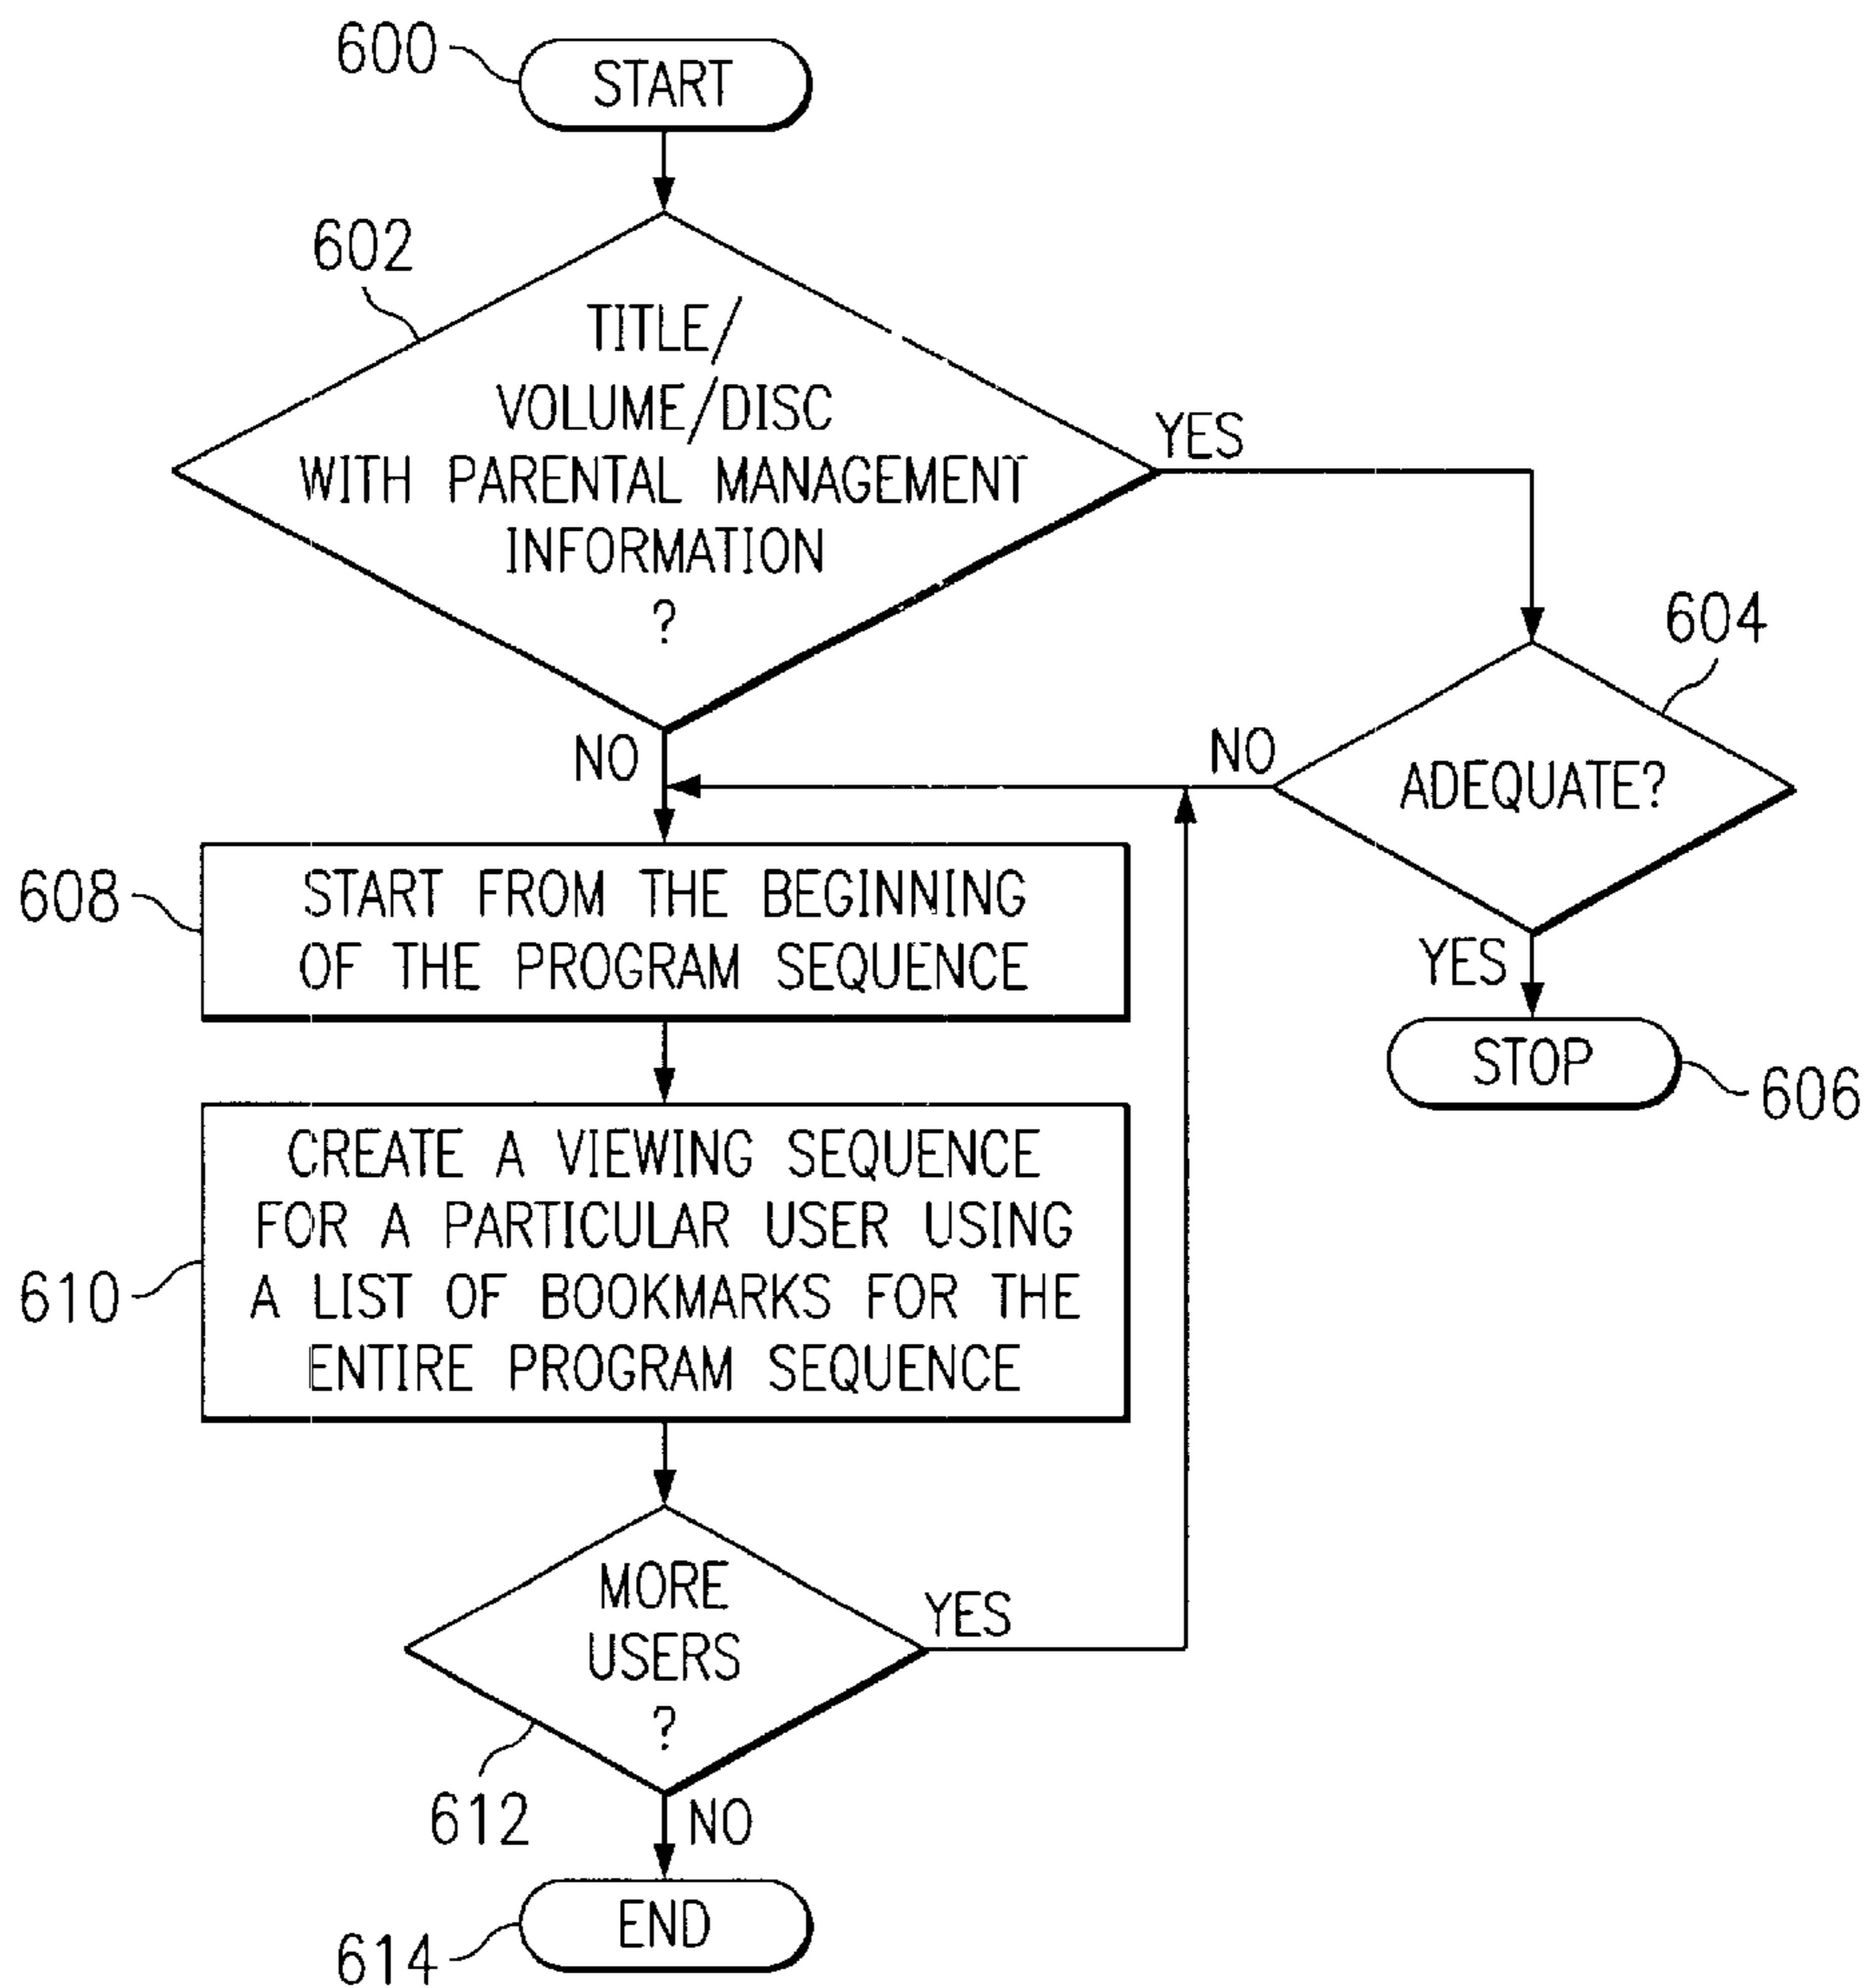 600
START
602
TITLE/
VOLUME/DISC
WITH PARENTAL MANAGEMENT
INFORMATION
?
YES
604
NO
NO
ADEQUATE?
608
START FROM THE BEGINNING
OF THE PROGRAM SEQUENCE
YES
STOP
606
610
CREATE A VIEWING SEQUENCE
FOR A PARTICULAR USER USING
A LIST OF BOOKMARKS FOR THE
ENTIRE PROGRAM SEQUENCE
MORE
USERS
?
YES
612
NO
END
614